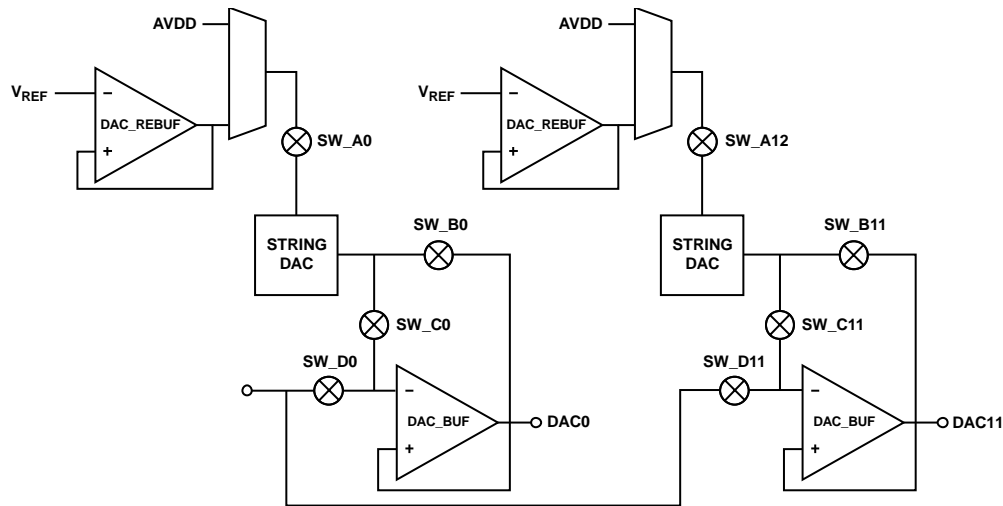 AVDD
VREF
−
DAC_REBUF
+
SW_A0
STRING
DAC
SW_B0
SW_C0
SW_D0
−
DAC_BUF
+
DAC0
AVDD
VREF
−
DAC_REBUF
+
SW_A12
STRING
DAC
SW_B11
SW_C11
SW_D11
−
DAC_BUF
+
DAC11